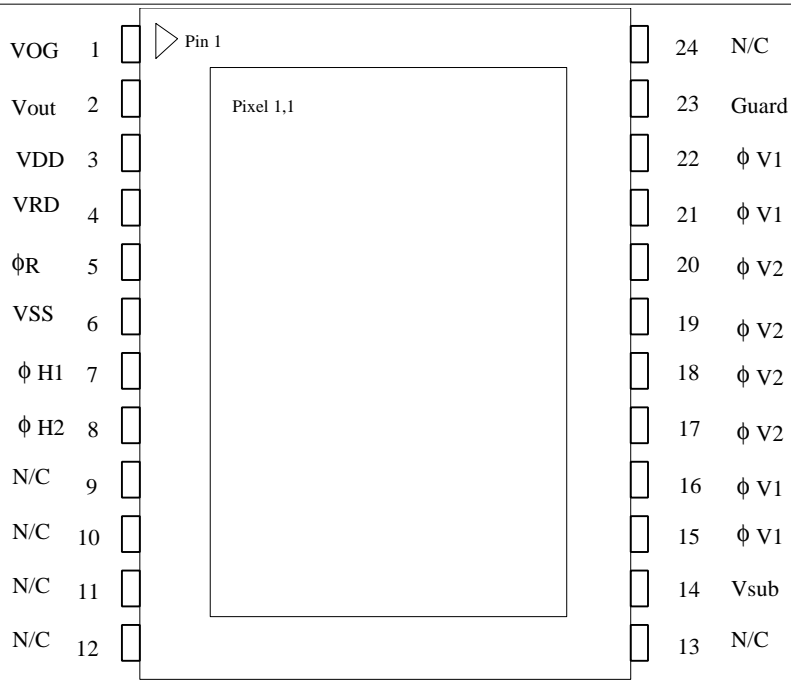 VOG 1 Pin 1 24 N/C
Vout 2 Pixel 1,1 23 Guard
VDD 3 22 ϕ V1
VRD 4 21 ϕ V1
ϕR 5 20 ϕ V2
VSS 6 19 ϕ V2
ϕ H1 7 18 ϕ V2
ϕ H2 8 17 ϕ V2
N/C 9 16 ϕ V1
N/C 10 15 ϕ V1
N/C 11 14 Vsub
N/C 12 13 N/C